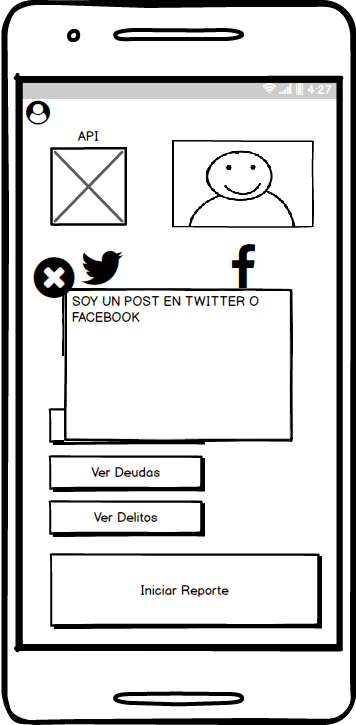 4:27
API
SOY UN POST EN TWITTER O
FACEBOOK
Ver Deudas
Ver Delitos
Iniciar Reporte